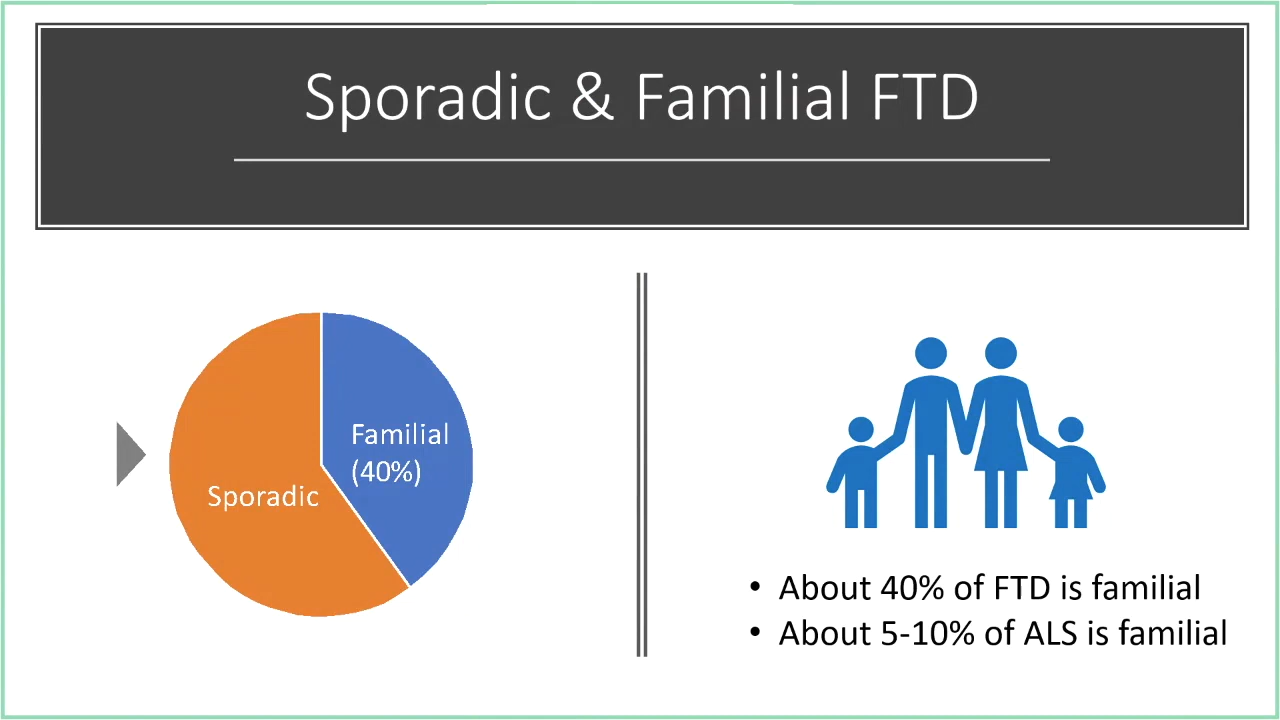 Sporadic & Familial FTD
Familial
(40%)
Sporadic
• About 40% of FTD is familial
• About 5-10% of ALS is familial